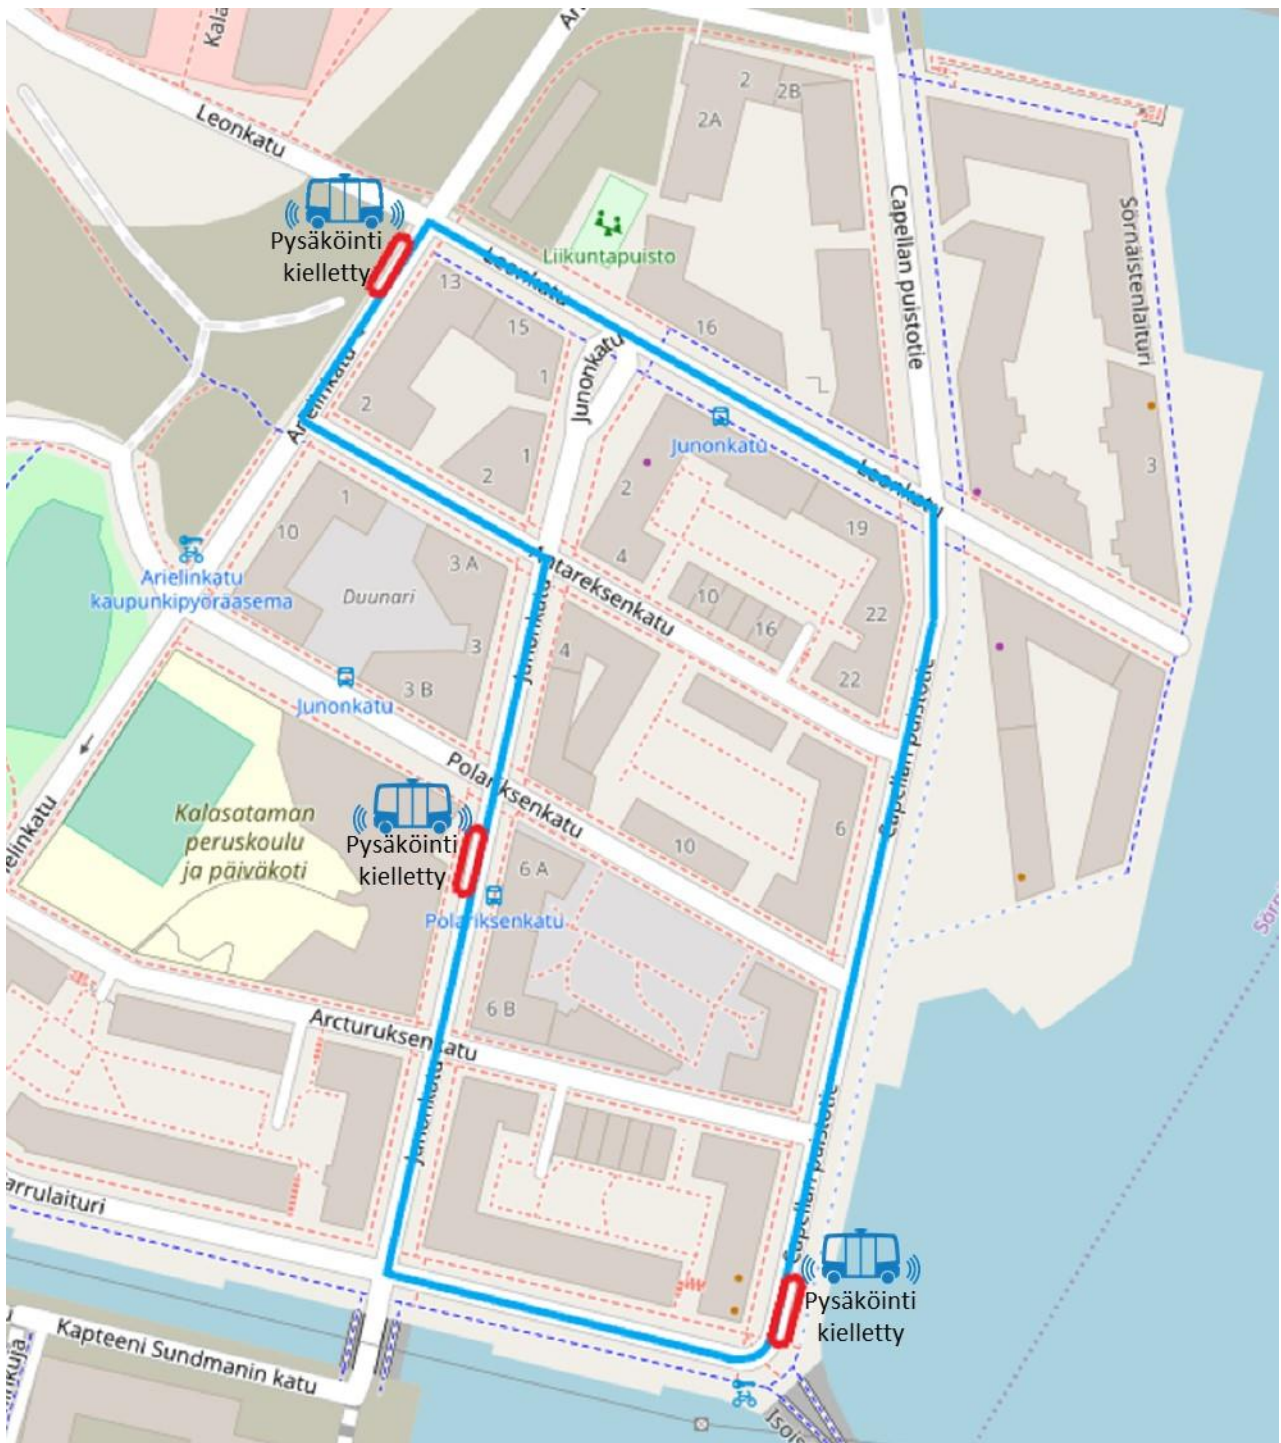 Leonkatu
Pysäköinti
kielletty
Liikuntapuisto
2
2B
2A
Capellan puistotie
Sörnäistenlaituri
3
Leonkatu
13
15
16
1
Junonkatu
Arielinkatu
2
1
2
Junonkatu
2
4
19
Leonkatu
1
10
3 A
Arielinkatu
kaupunkipyöräasema
Duunari
3
3 B
Junonkatu
Antareksenkatu
10
16
22
22
Junonkatu
4
Capellan puistotie
Polariksenkatu
Pysäköinti
kielletty
Kalasataman
peruskoulu
ja päiväkoti
6 A
10
6
Polariksenkatu
6 B
Arcturuksenkatu
Junonkatu
Capellan puistotie
Pysäköinti
kielletty
Kapteeni Sundmanin katu